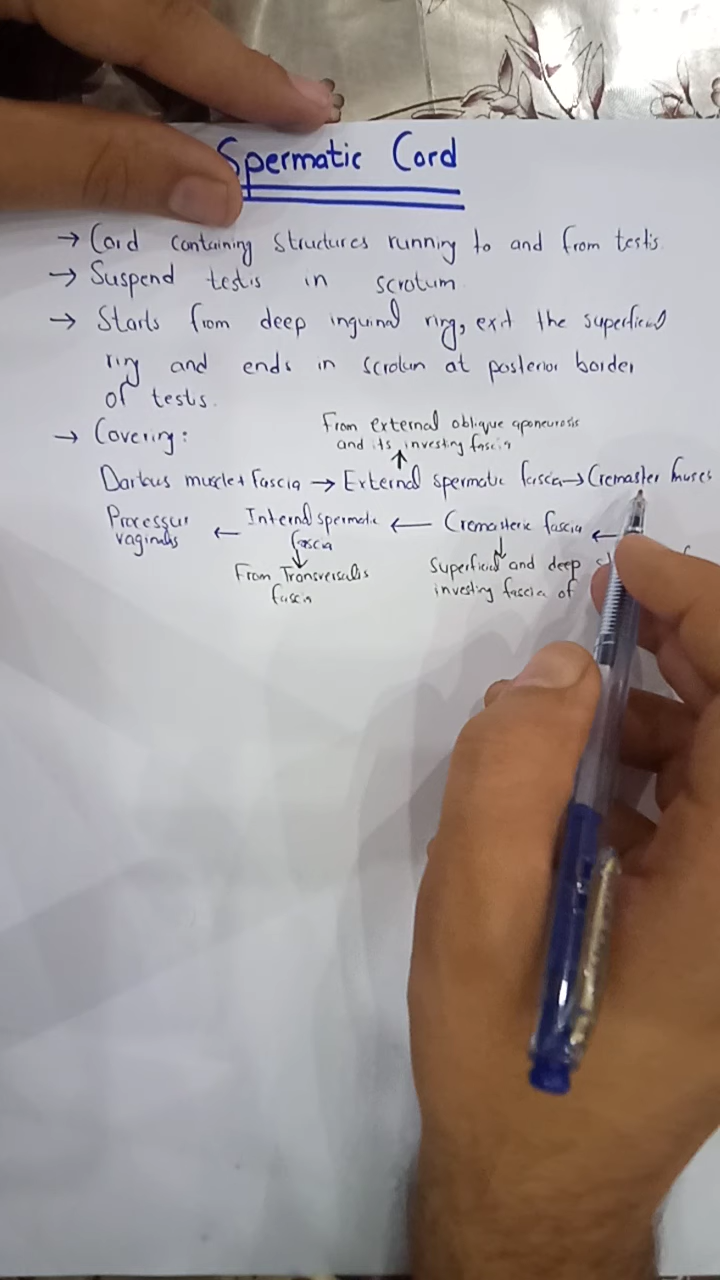 Spermatic Cord
→ Cord containing structures running to and from testis.
→ Suspend testis in scrotum.
→ Starts from deep inguinal ring, exit the superficial
ring and ends in scrotum at posterior border
of testis.
→ Covering:
From external oblique aponeurosis
and its investing fascia
↑
Dartus muscle + Fascia → External spermatic fascia → Cremaster
Processus vaginalis ← Internal spermatic fascia ← Cremasteric fascia ←
From Transversalis
fascia
Superficial and deep
investing fascia of